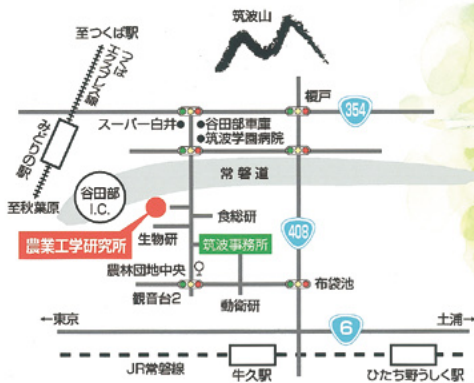 筑波山
至つくば駅
つくばエクスプレス線
榎戸
354
スーパー白井
谷田部車庫
筑波学園病院
みどりの駅
常磐道
谷田部
I.C.
至秋葉原
食総研
農業工学研究所
生物研
筑波事務所
408
農林団地中央
観音台2
動衛研
布袋池
←東京
土浦→
6
JR常磐線
牛久駅
ひたち野うしく駅